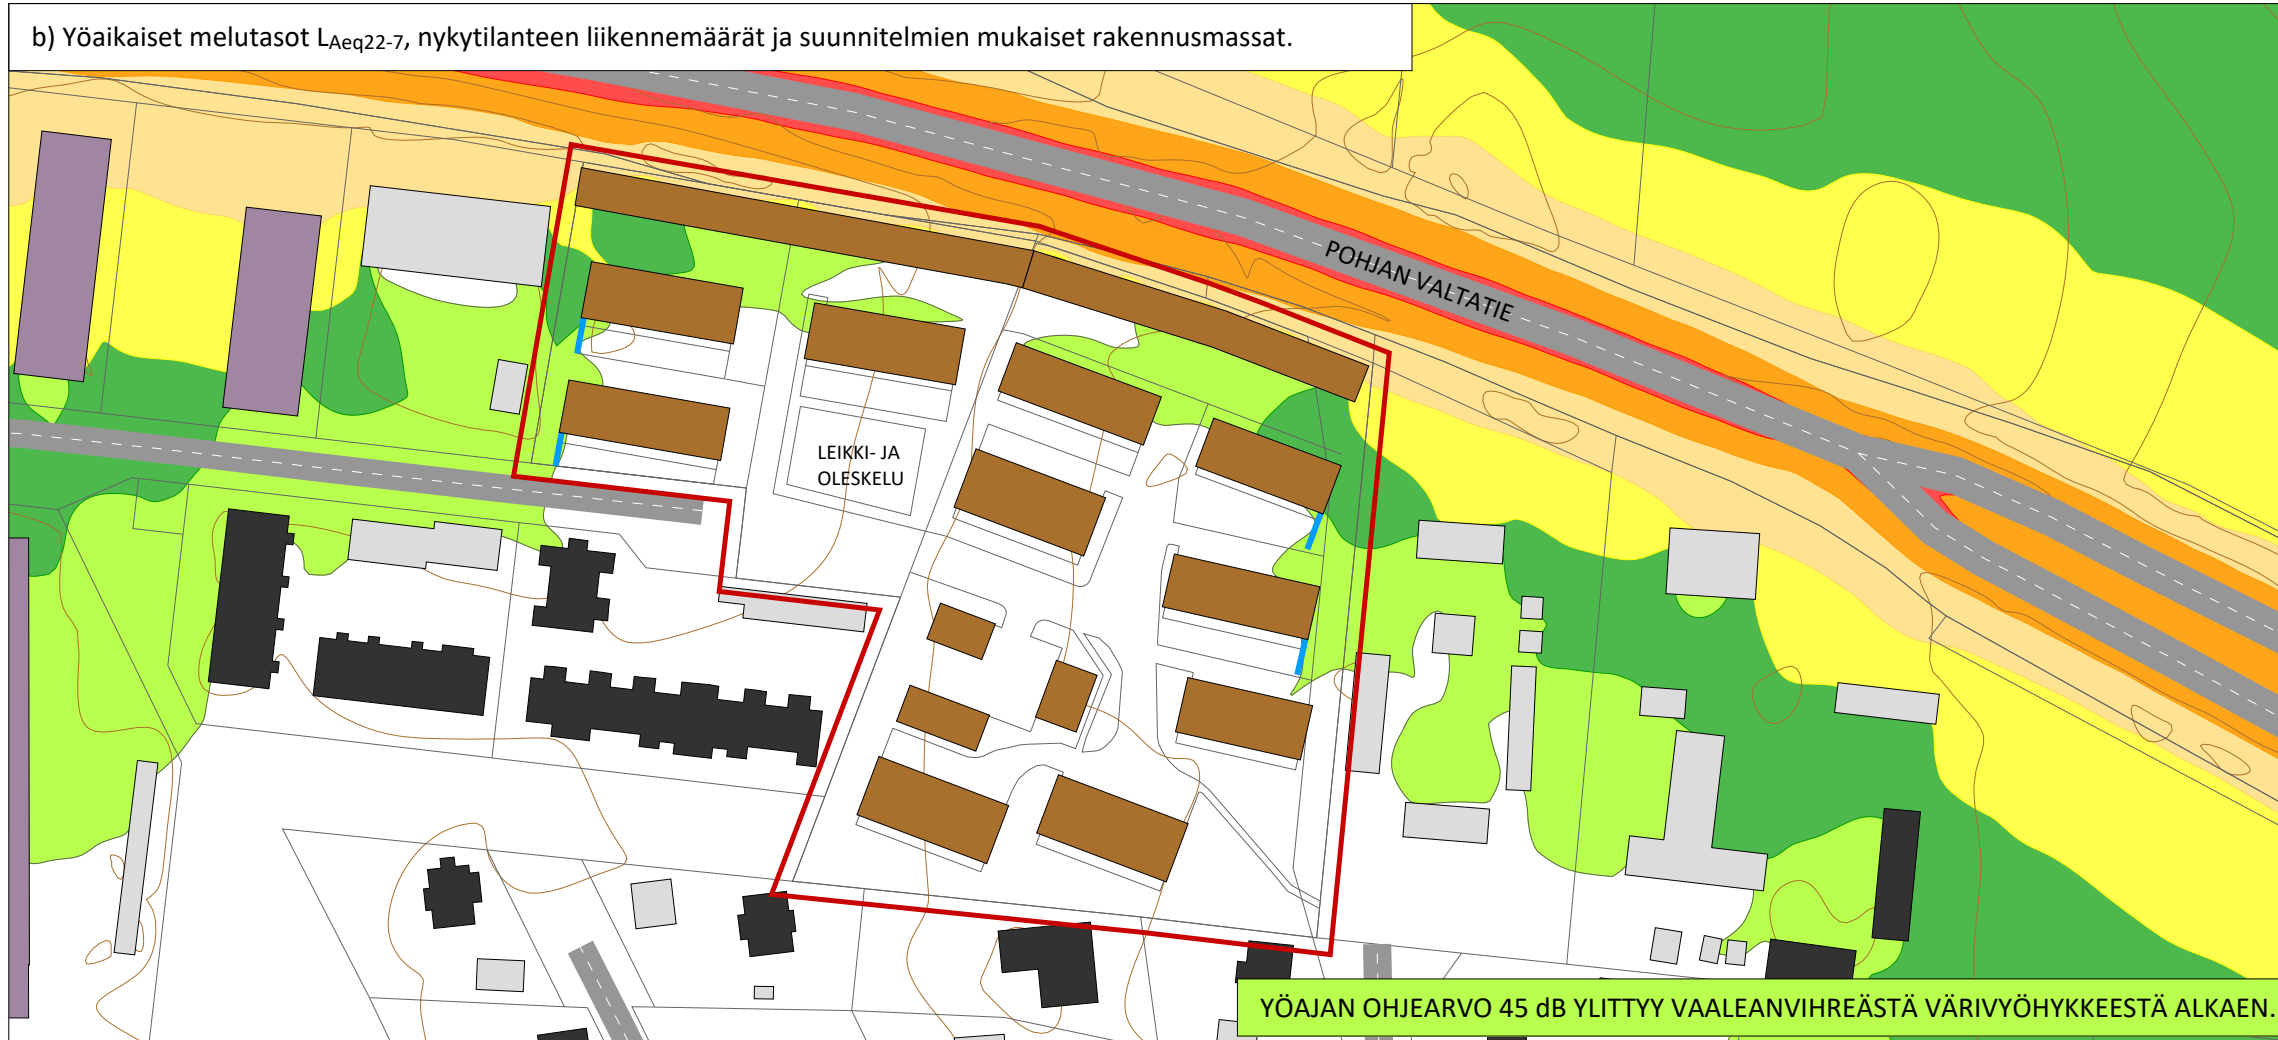 b) Yöaikaiset melutasot LAeq22-7, nykytilanteen liikennemäärät ja suunnitelmien mukaiset rakennusmassat.
POHJAN VALTATIE
LEIKKI- JA
OLESKELU
YÖAJAN OHJEARVO 45 dB YLITTYY VAALEANVIHREÄSTÄ VÄRIVYÖHYKKEESTÄ ALKAEN.